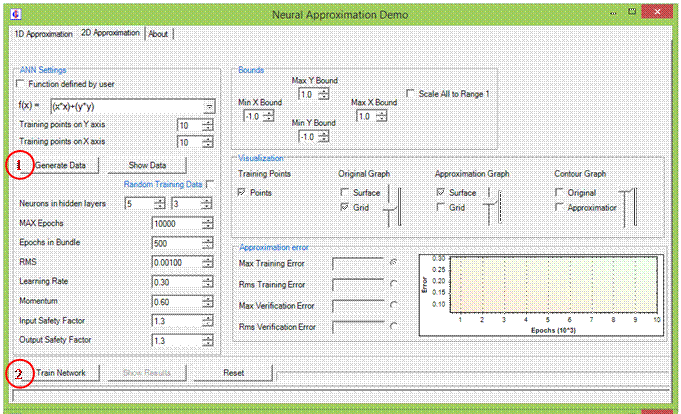 Neural Approximation Demo
1D Approximation 2D Approximation About
ANN Settings
Function defined by user
f(x) = (x*x)+(y*y)
Training points on Y axis 10
Training points on X axis 10
1 Generate Data Show Data
Random Training Data
Neurons in hidden layers 5 3
MAX Epochs 10000
Epochs in Bundle 500
RMS 0.00100
Learning Rate 0.30
Momentum 0.60
Input Safety Factor 1.3
Output Safety Factor 1.3
Bounds
Max Y Bound
1.0
Scale All to Range 1
Min X Bound Max X Bound
-1.0 1.0
Min Y Bound
-1.0
Visualization
Training Points Original Graph Approximation Graph Contour Graph
Points Surface Surface Original
Grid Grid Approximatior
Approximation error
Max Training Error
Rms Training Error
Max Verification Error
Rms Verification Error
Error
0.30
0.25
0.20
0.15
0.10
1 2 3 4 5 6 7 8 9 10
Epochs (10^3)
2 Train Network Show Results Reset